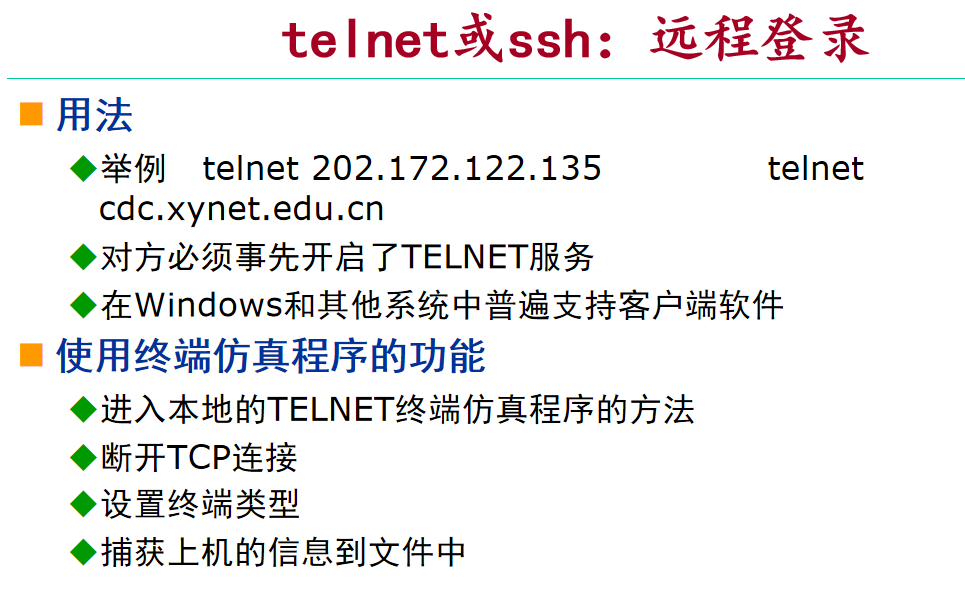 telnet或ssh：远程登录
用法
举例 telnet 202.172.122.135 telnet
cdc.xynet.edu.cn
对方必须事先开启了TELNET服务
在Windows和其他系统中普遍支持客户端软件
使用终端仿真程序的功能
进入本地的TELNET终端仿真程序的方法
断开TCP连接
设置终端类型
捕获上机的信息到文件中